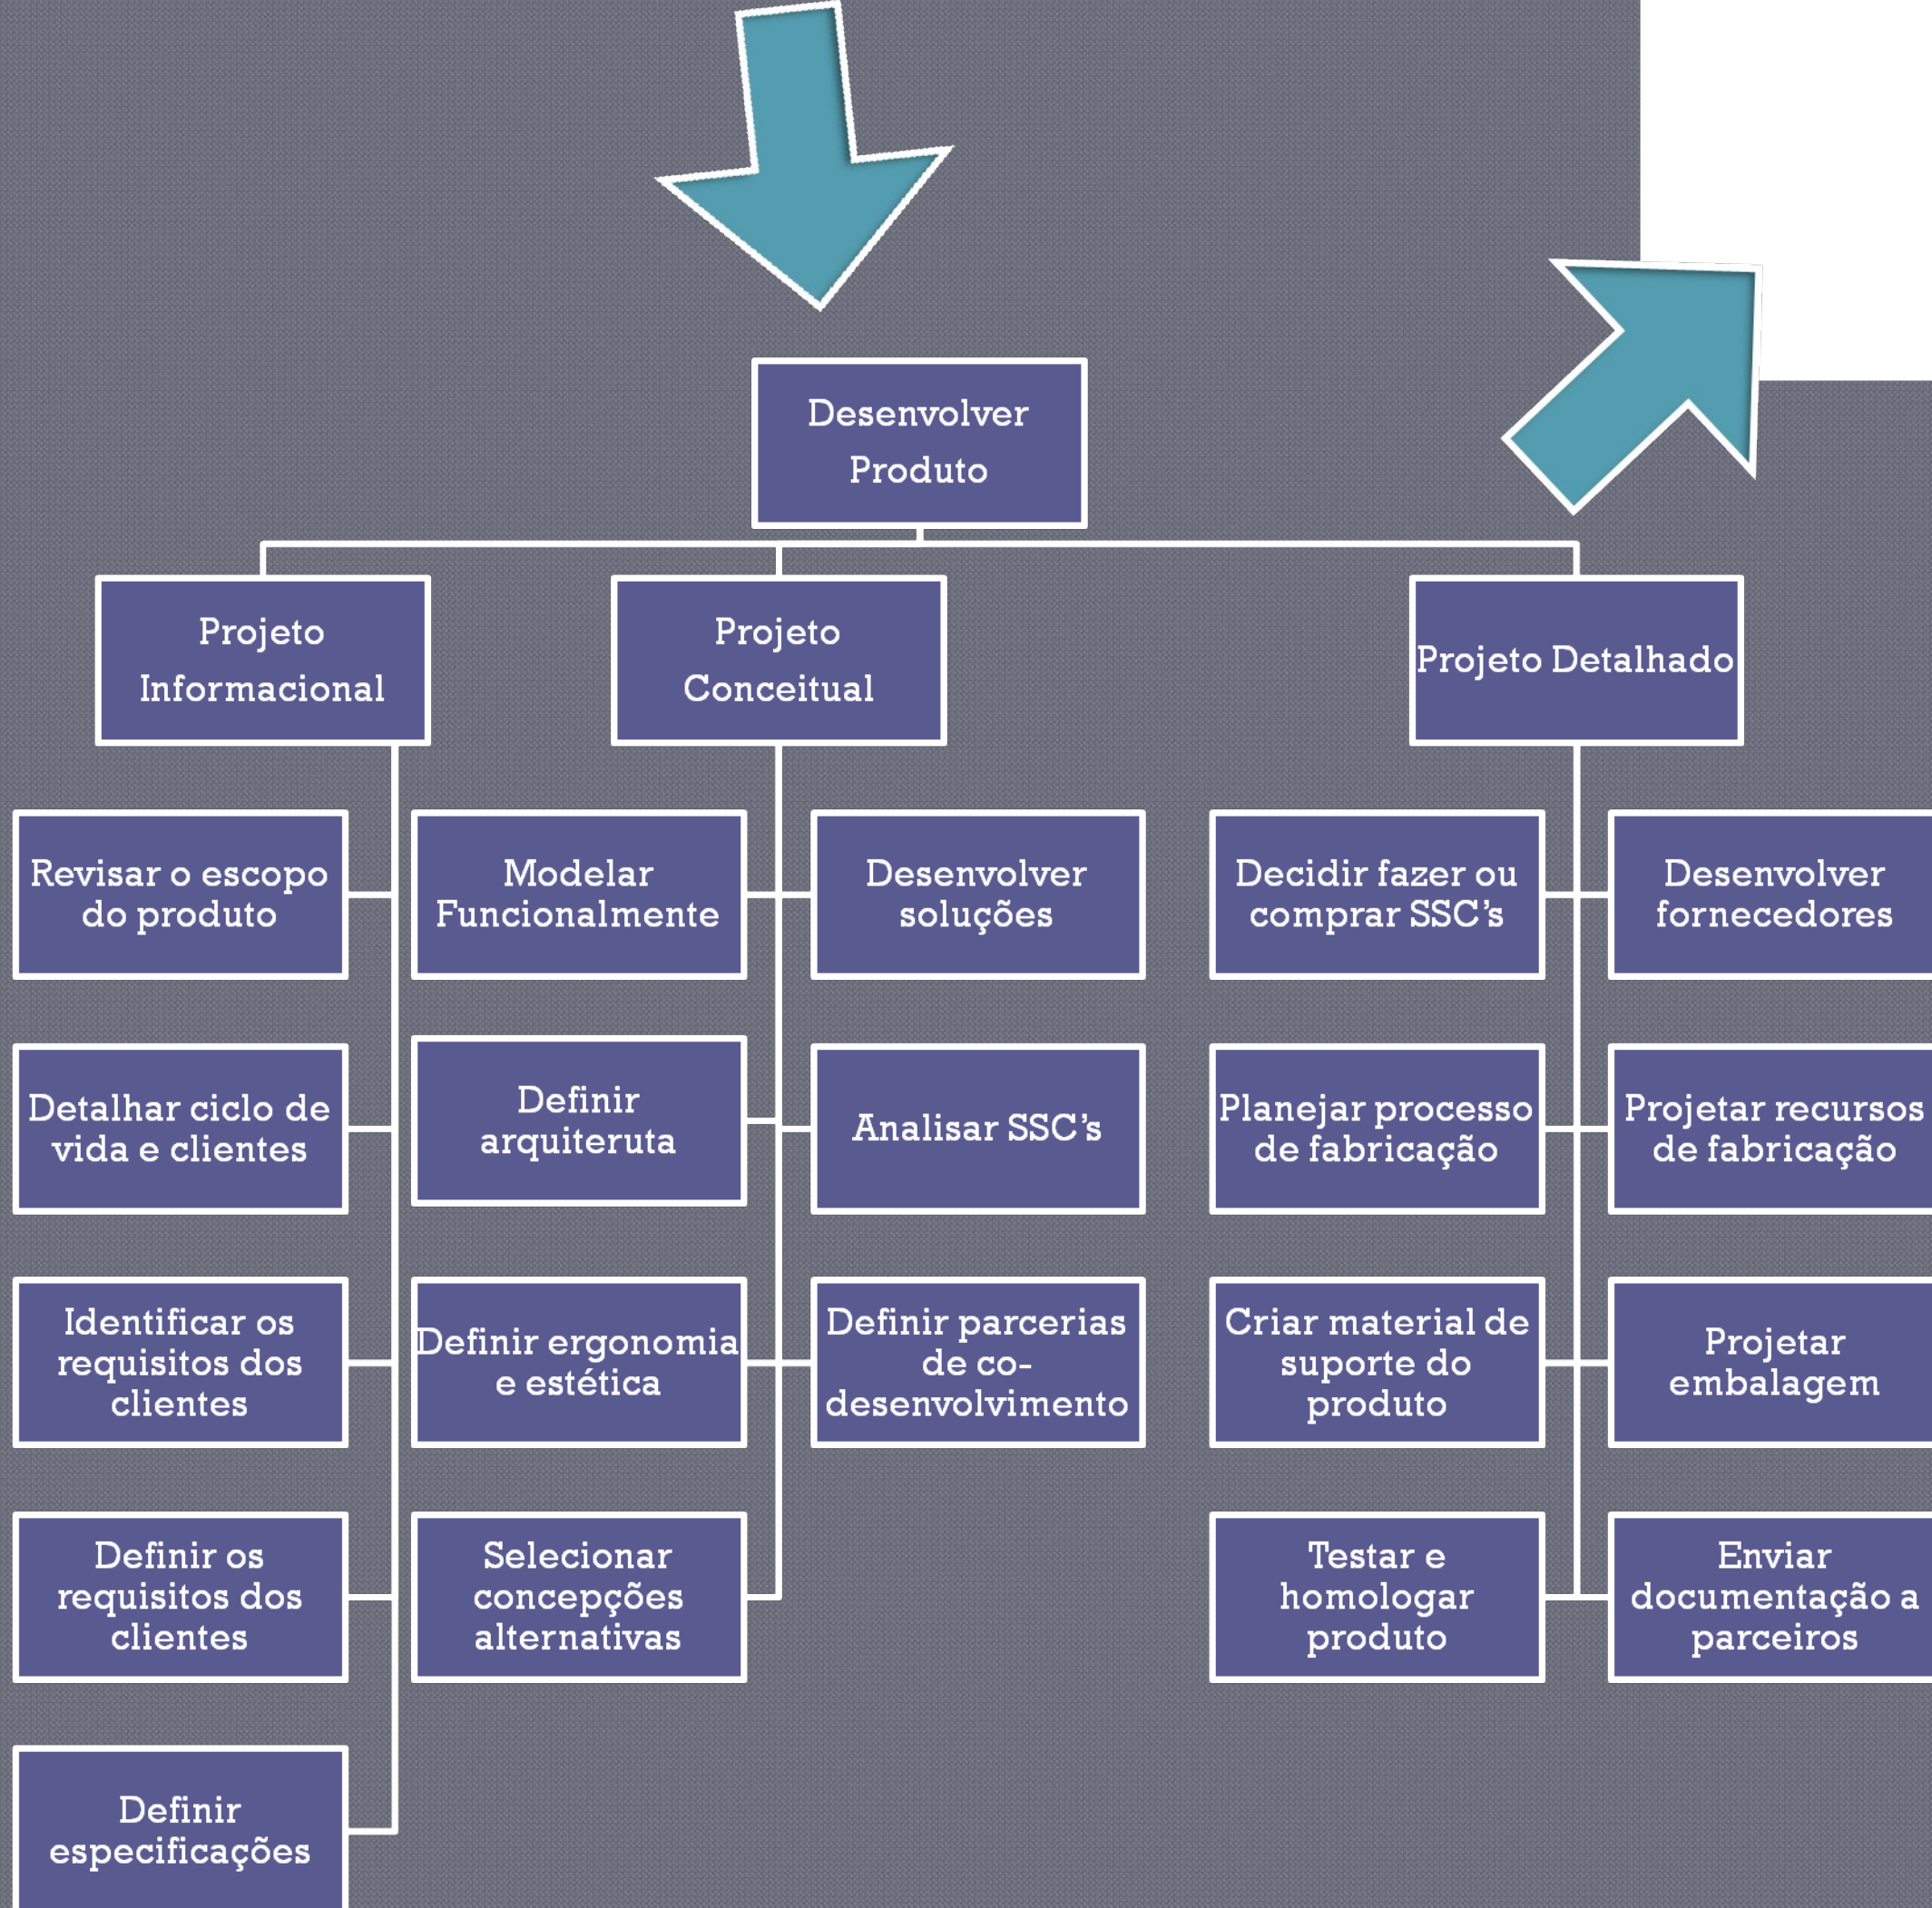 Desenvolver
Produto
Projeto
Informacional
Projeto
Conceitual
Projeto Detalhado
Revisar o escopo
do produto
Modelar
Funcionalmente
Desenvolver
soluções
Decidir fazer ou
comprar SSC's
Desenvolver
fornecedores
Detalhar ciclo de
vida e clientes
Definir
arquiteruta
Analisar SSC's
Planejar processo
de fabricação
Projetar recursos
de fabricação
Identificar os
requisitos dos
clientes
Definir ergonomia
e estética
Definir parcerias
de co-
desenvolvimento
Criar material de
suporte do
produto
Projetar
embalagem
Definir os
requisitos dos
clientes
Selecionar
concepções
alternativas
Testar e
homologar
produto
Enviar
documentação a
parceiros
Definir
especificações